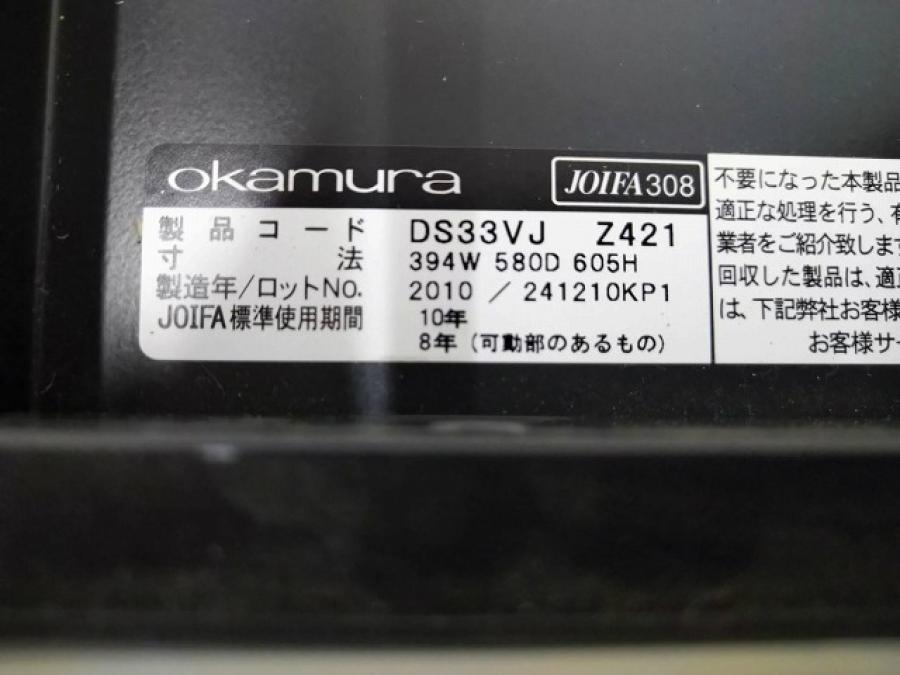 okamura JOIFA308
製品コード DS33VJ Z421
寸法 394W 580D 605H
製造年/ロットNo. 2010 / 241210KP1
JOIFA標準使用期間 10年
8年 (可動部のあるもの)
不要になった本製品
適正な処理を行う、有
業者をご紹介致します
回収した製品は、適正
は、下記弊社お客様
お客様サー